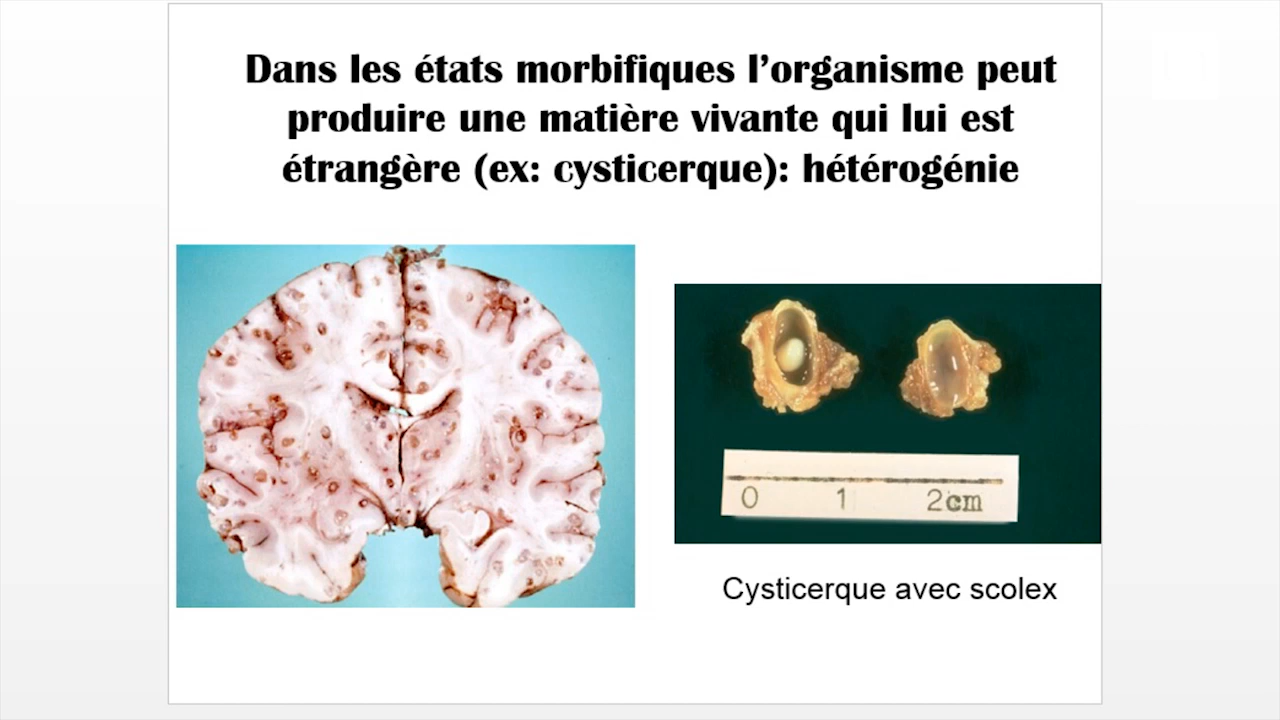 Dans les états morbifiques l’organisme peut
produire une matière vivante qui lui est
étrangère (ex: cysticerque): hétérogénie
0 1 2cm
Cysticerque avec scolex